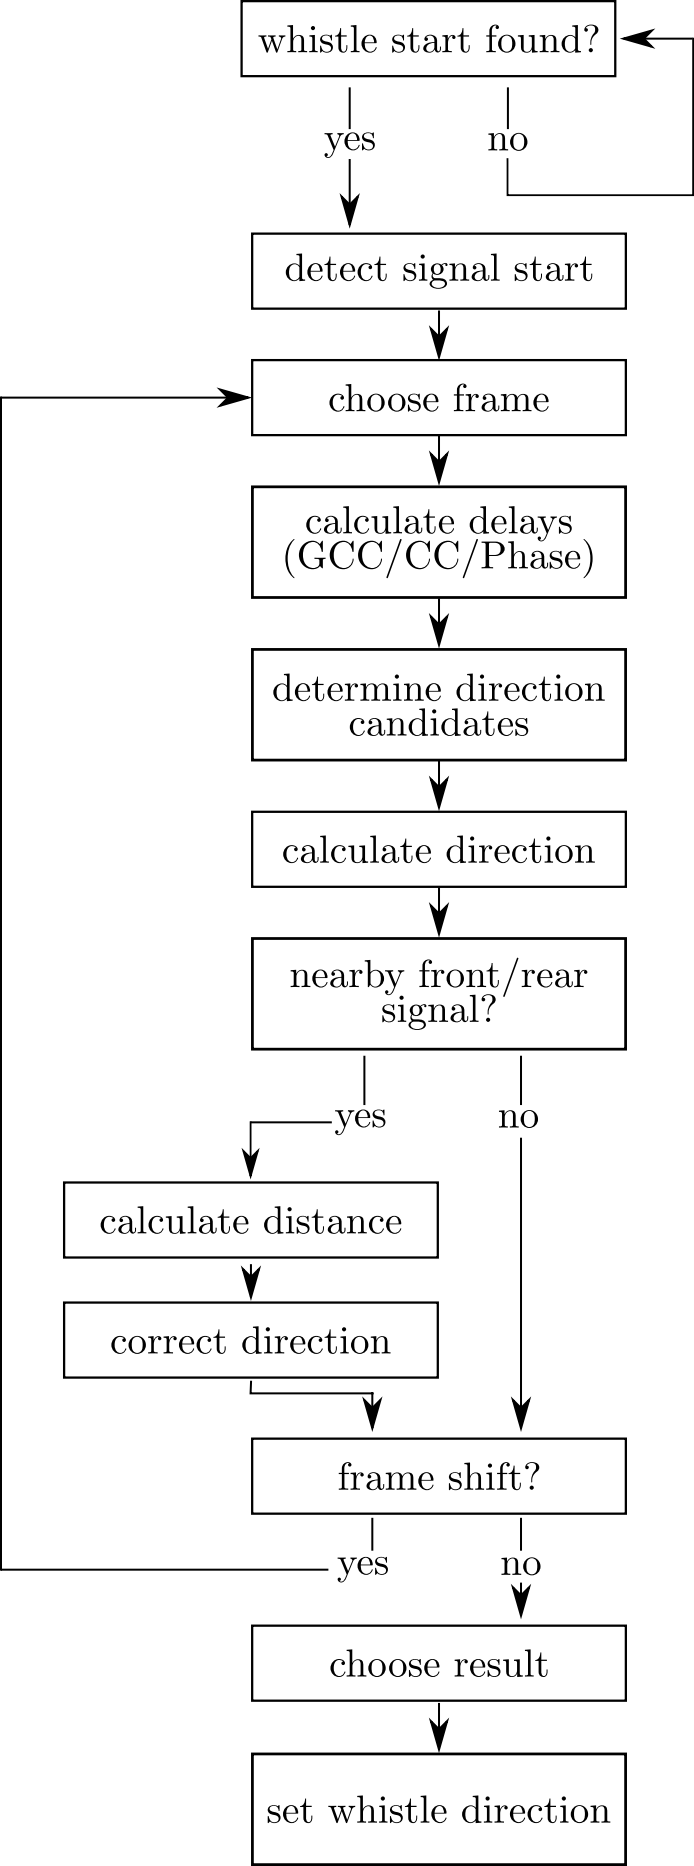 whistle start found?
yes
no
detect signal start
choose frame
calculate delays
(GCC/CC/Phase)
determine direction
candidates
calculate direction
nearby front/rear
signal?
yes
no
calculate distance
correct direction
frame shift?
yes
no
choose result
set whistle direction